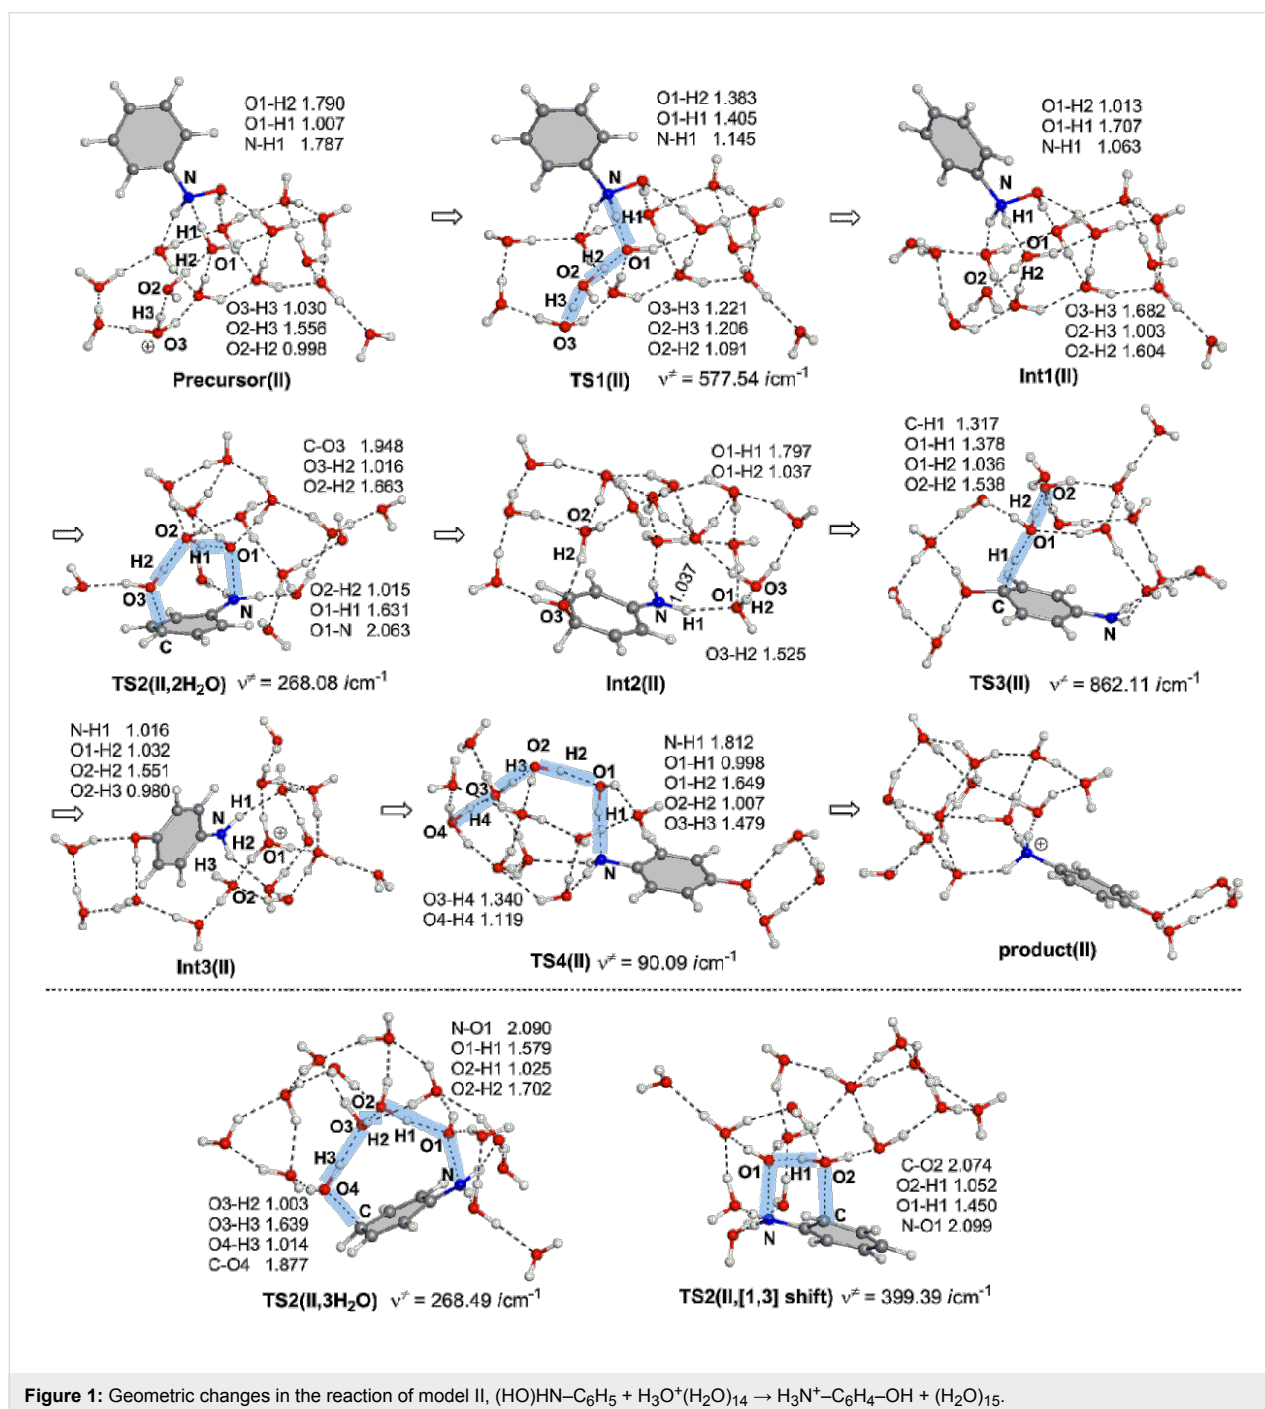 O1-H2 1.790
O1-H1 1.007
N-H1 1.787
N
H1
H2
O1
O2
H3
O3
⊕
O3-H3 1.030
O2-H3 1.556
O2-H2 0.998
Precursor(II)
⇨
O1-H2 1.383
O1-H1 1.405
N-H1 1.145
N
H1
H2
O1
O2
H3
O3
O3-H3 1.221
O2-H3 1.206
O2-H2 1.091
TS1(II) ν≠ = 577.54 icm-1
⇨
O1-H2 1.013
O1-H1 1.707
N-H1 1.063
N
H1
O1
O2
H2
O3-H3 1.682
O2-H3 1.003
O2-H2 1.604
Int1(II)
⇨
C-O3 1.948
O3-H2 1.016
O2-H2 1.663
O2
H1
O1
H2
O3
N
C
O2-H2 1.015
O1-H1 1.631
O1-N 2.063
TS2(II,2H2O) ν≠ = 268.08 icm-1
⇨
O1-H1 1.797
O1-H2 1.037
O2
H2
1.037
O3
O3
N
O1
H2
H1
O3-H2 1.525
Int2(II)
⇨
C-H1 1.317
O1-H1 1.378
O1-H2 1.036
O2-H2 1.538
O2
H2
O1
H1
C
N
TS3(II) ν≠ = 862.11 icm-1
⇨
N-H1 1.016
O1-H2 1.032
O2-H2 1.551
O2-H3 0.980
H1
N
⊕
H2
O1
H3
O2
Int3(II)
⇨
O2
H2
H3
O1
O3
H1
O4
H4
N
N-H1 1.812
O1-H1 0.998
O1-H2 1.649
O2-H2 1.007
O3-H3 1.479
O3-H4 1.340
O4-H4 1.119
TS4(II) ν≠ = 90.09 icm-1
⇨
⊕
product(II)
N-O1 2.090
O1-H1 1.579
O2-H1 1.025
O2-H2 1.702
O2
O3
H2
H1
O1
H3
N
O4
C
O3-H2 1.003
O3-H3 1.639
O4-H3 1.014
C-O4 1.877
TS2(II,3H2O) ν≠ = 268.49 icm-1
O1
H1
O2
N
C
C-O2 2.074
O2-H1 1.052
O1-H1 1.450
N-O1 2.099
TS2(II,[1,3] shift) ν≠ = 399.39 icm-1
Figure 1: Geometric changes in the reaction of model II, (HO)HN–C6H5 + H3O+(H2O)14 → H3N+–C6H4–OH + (H2O)15.